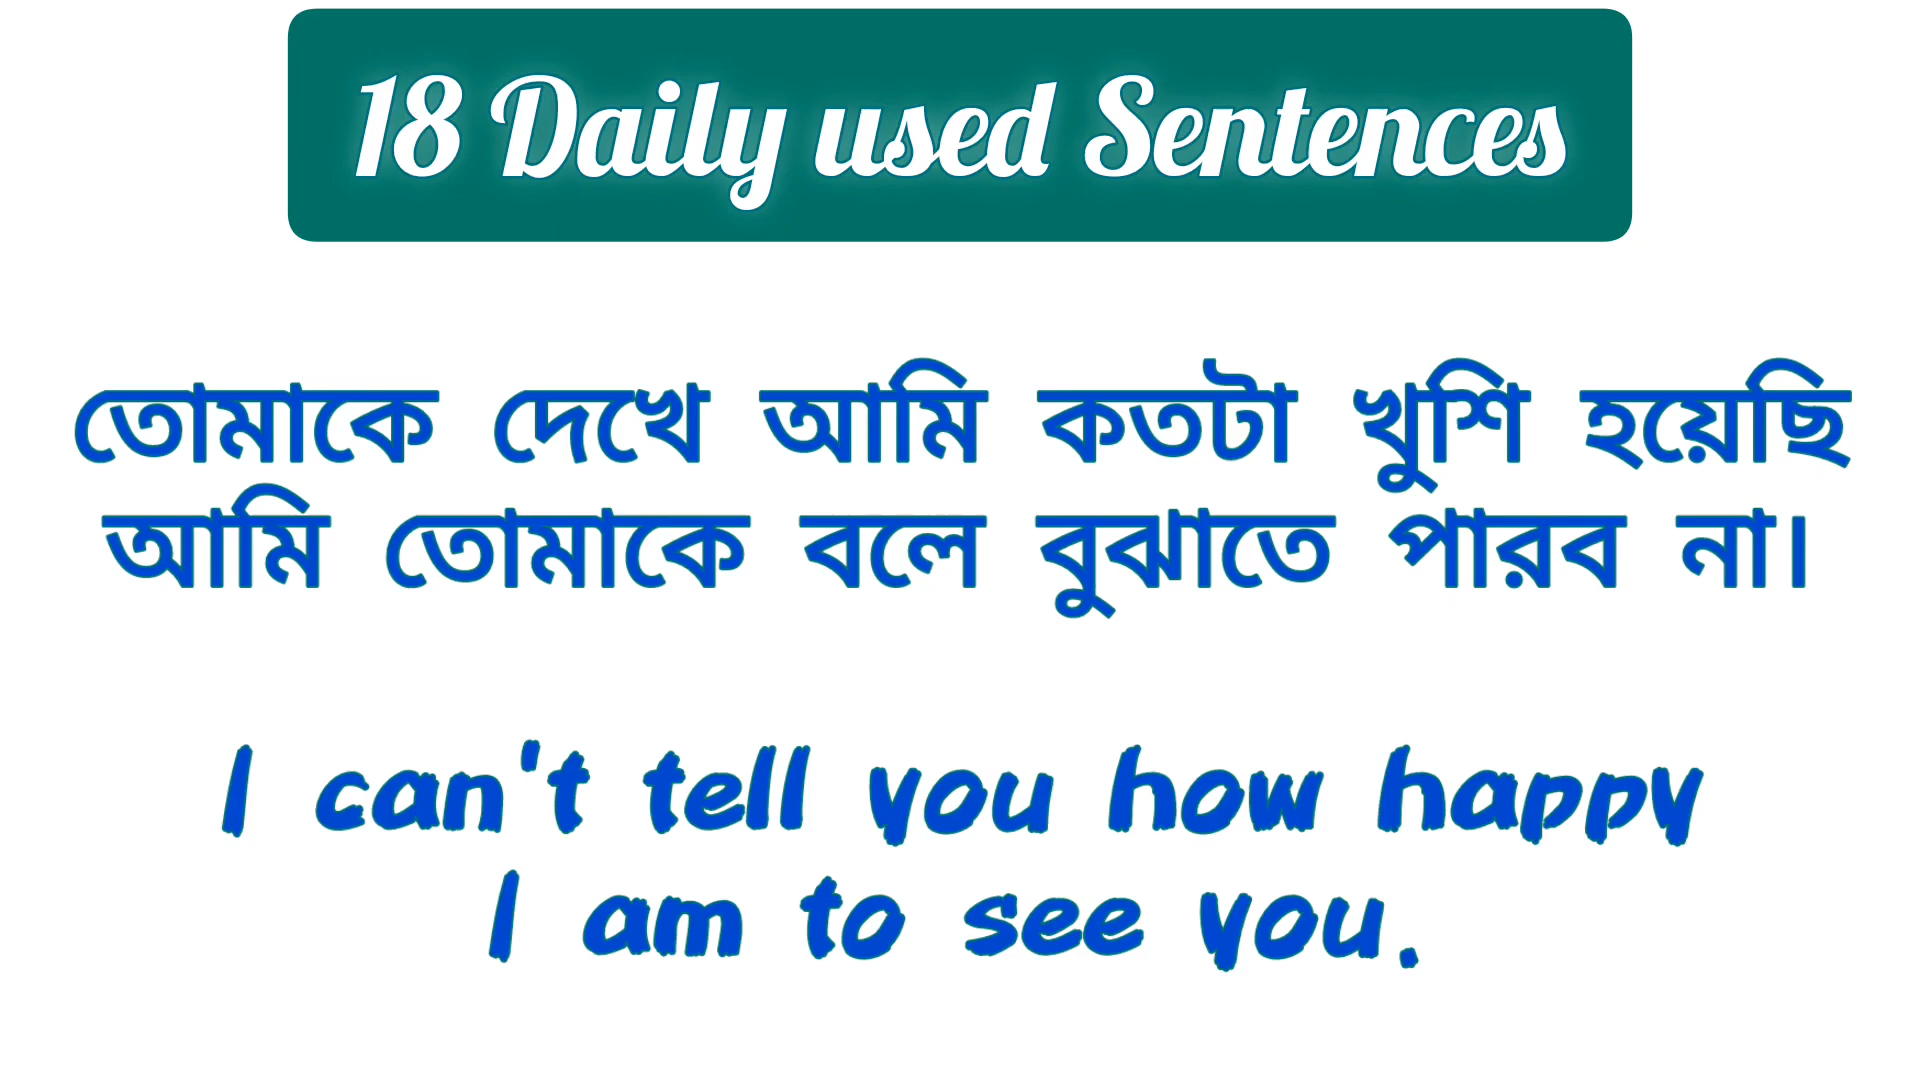 18 Daily used Sentences
তোমাকে দেখে আমি কতটা খুশি হয়েছি
আমি তোমাকে বলে বুঝাতে পারব না।
I can't tell you how happy
I am to see you.